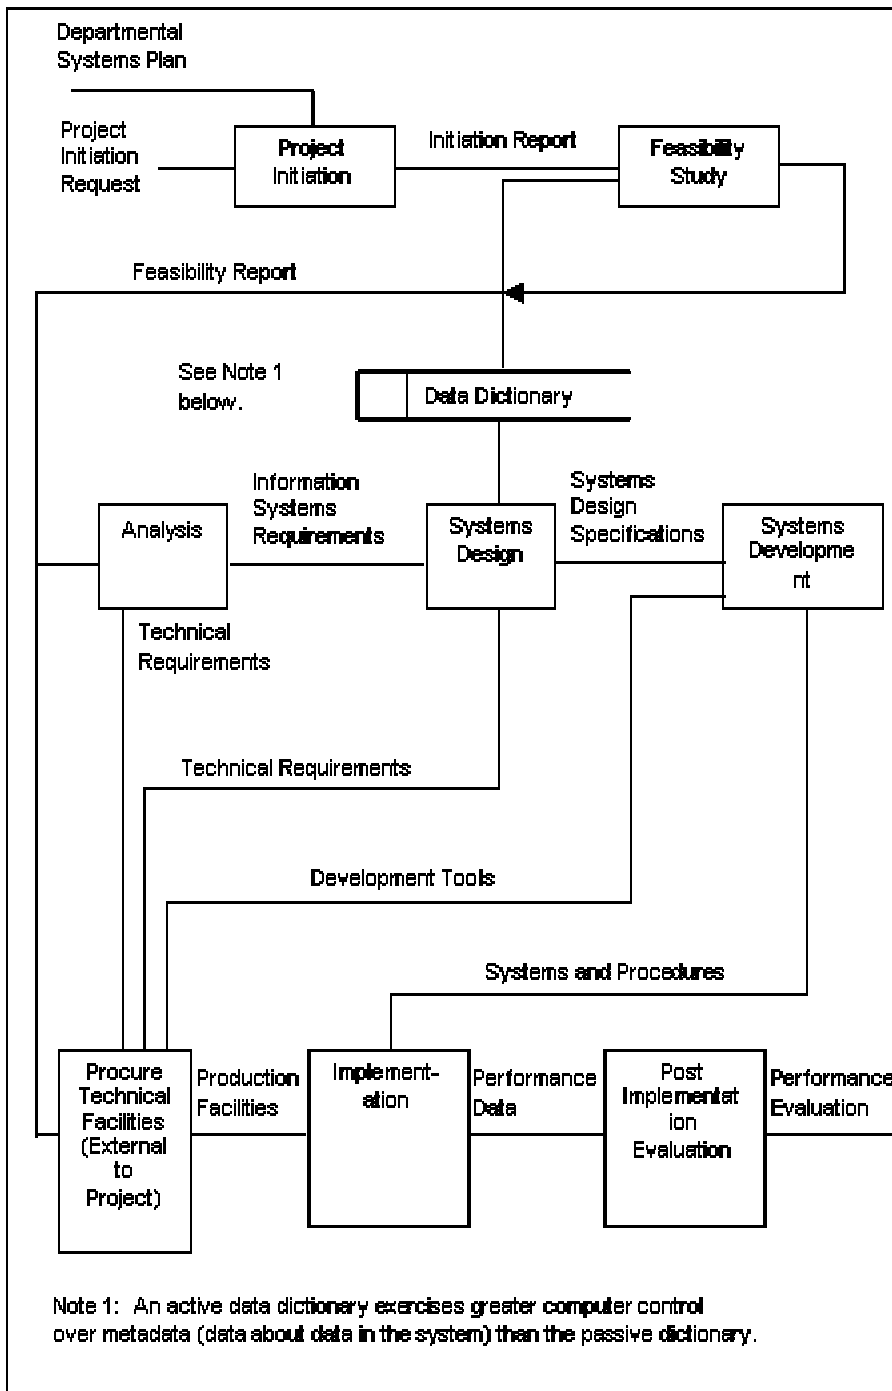 Departmental
Systems Plan
Project
Initiation
Request
Project
Initiation
Initiation Report
Feasibility
Study
Feasibility Report
See Note 1
below.
Data Dictionary
Analysis
Information
Systems
Requirements
Systems
Design
Systems
Design
Specifications
Systems
Developme
nt
Technical
Requirements
Technical Requirements
Development Tools
Systems and Procedures
Procure
Technical
Facilities
(External
to
Project)
Production
Facilities
Implement-
ation
Performance
Data
Post
Implementat
ion
Evaluation
Performance
Evaluation
Note 1: An active data dictionary exercises greater computer control
over metadata (data about data in the system) than the passive dictionary.